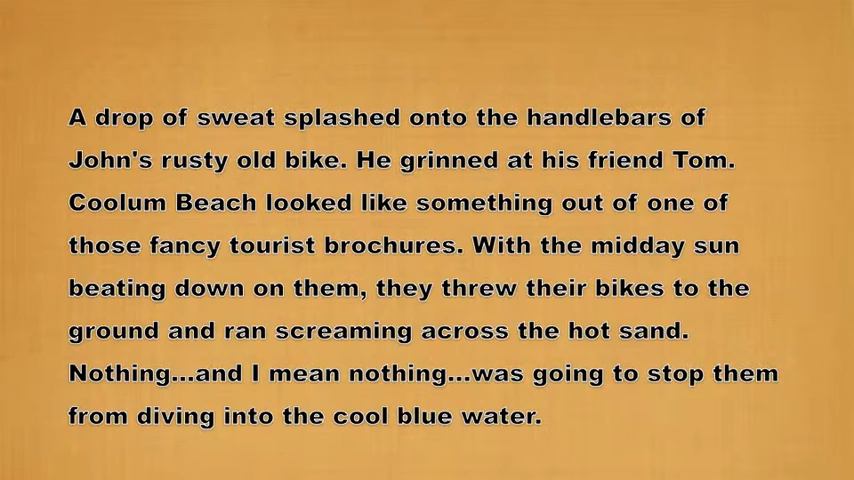 A drop of sweat splashed onto the handlebars of
John's rusty old bike. He grinned at his friend Tom.
Coolum Beach looked like something out of one of
those fancy tourist brochures. With the midday sun
beating down on them, they threw their bikes to the
ground and ran screaming across the hot sand.
Nothing...and I mean nothing...was going to stop them
from diving into the cool blue water.